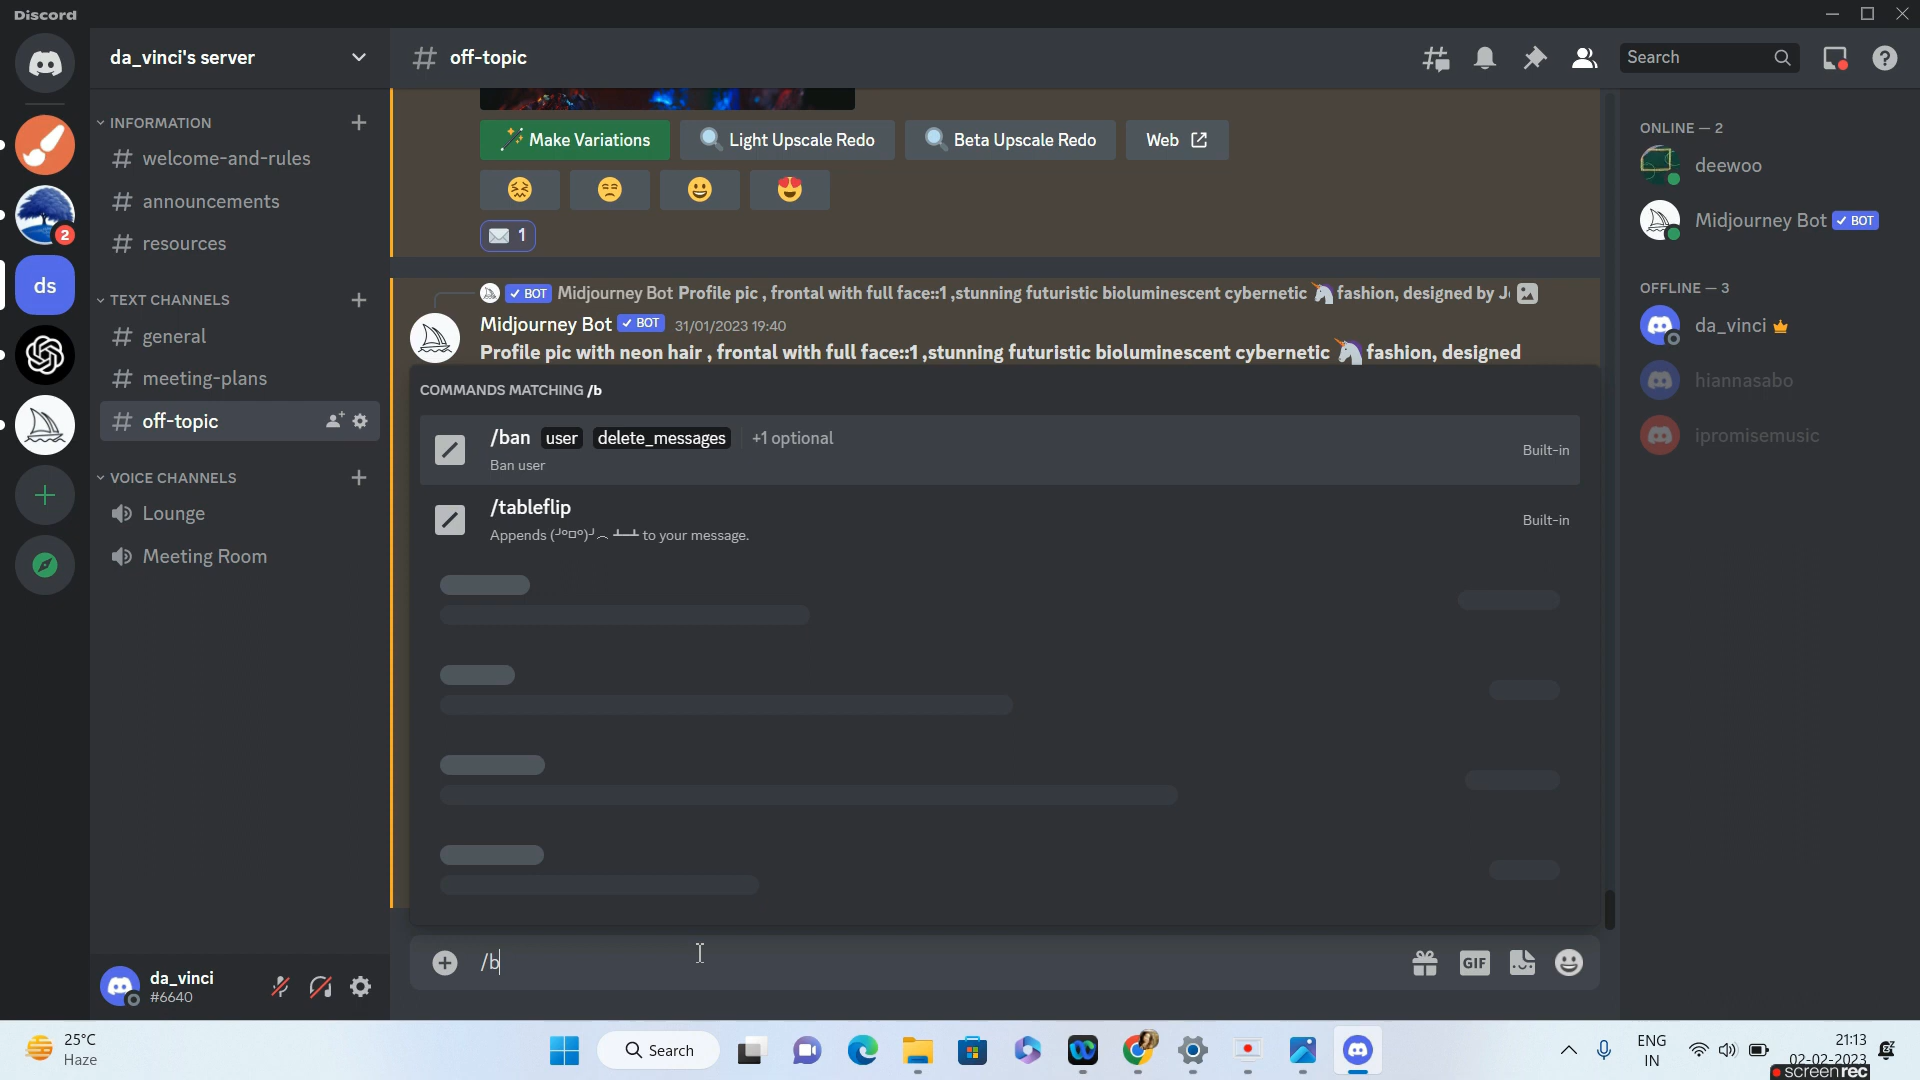 Discord
da_vinci's server
# off-topic
Search
INFORMATION
# welcome-and-rules
# announcements
# resources
TEXT CHANNELS
# general
# meeting-plans
# off-topic
VOICE CHANNELS
Lounge
Meeting Room
2
ds
da_vinci
#6640
Make Variations
Light Upscale Redo
Beta Upscale Redo
Web
1
BOT Midjourney Bot Profile pic , frontal with full face::1 ,stunning futuristic bioluminescent cybernetic 🦄 fashion, designed by J
Midjourney Bot BOT 31/01/2023 19:40
Profile pic with neon hair , frontal with full face::1 ,stunning futuristic bioluminescent cybernetic 🦄 fashion, designed
COMMANDS MATCHING /b
/ban user delete_messages +1 optional
Ban user
Built-in
/tableflip
Appends (╯°□°)╯︵ ┻━┻ to your message.
Built-in
/b
GIF
ONLINE — 2
deewoo
Midjourney Bot BOT
OFFLINE — 3
da_vinci
hiannasabo
ipromisemusic
25°C
Haze
Search
ENG
IN
21:13
02-02-2023
screenrec